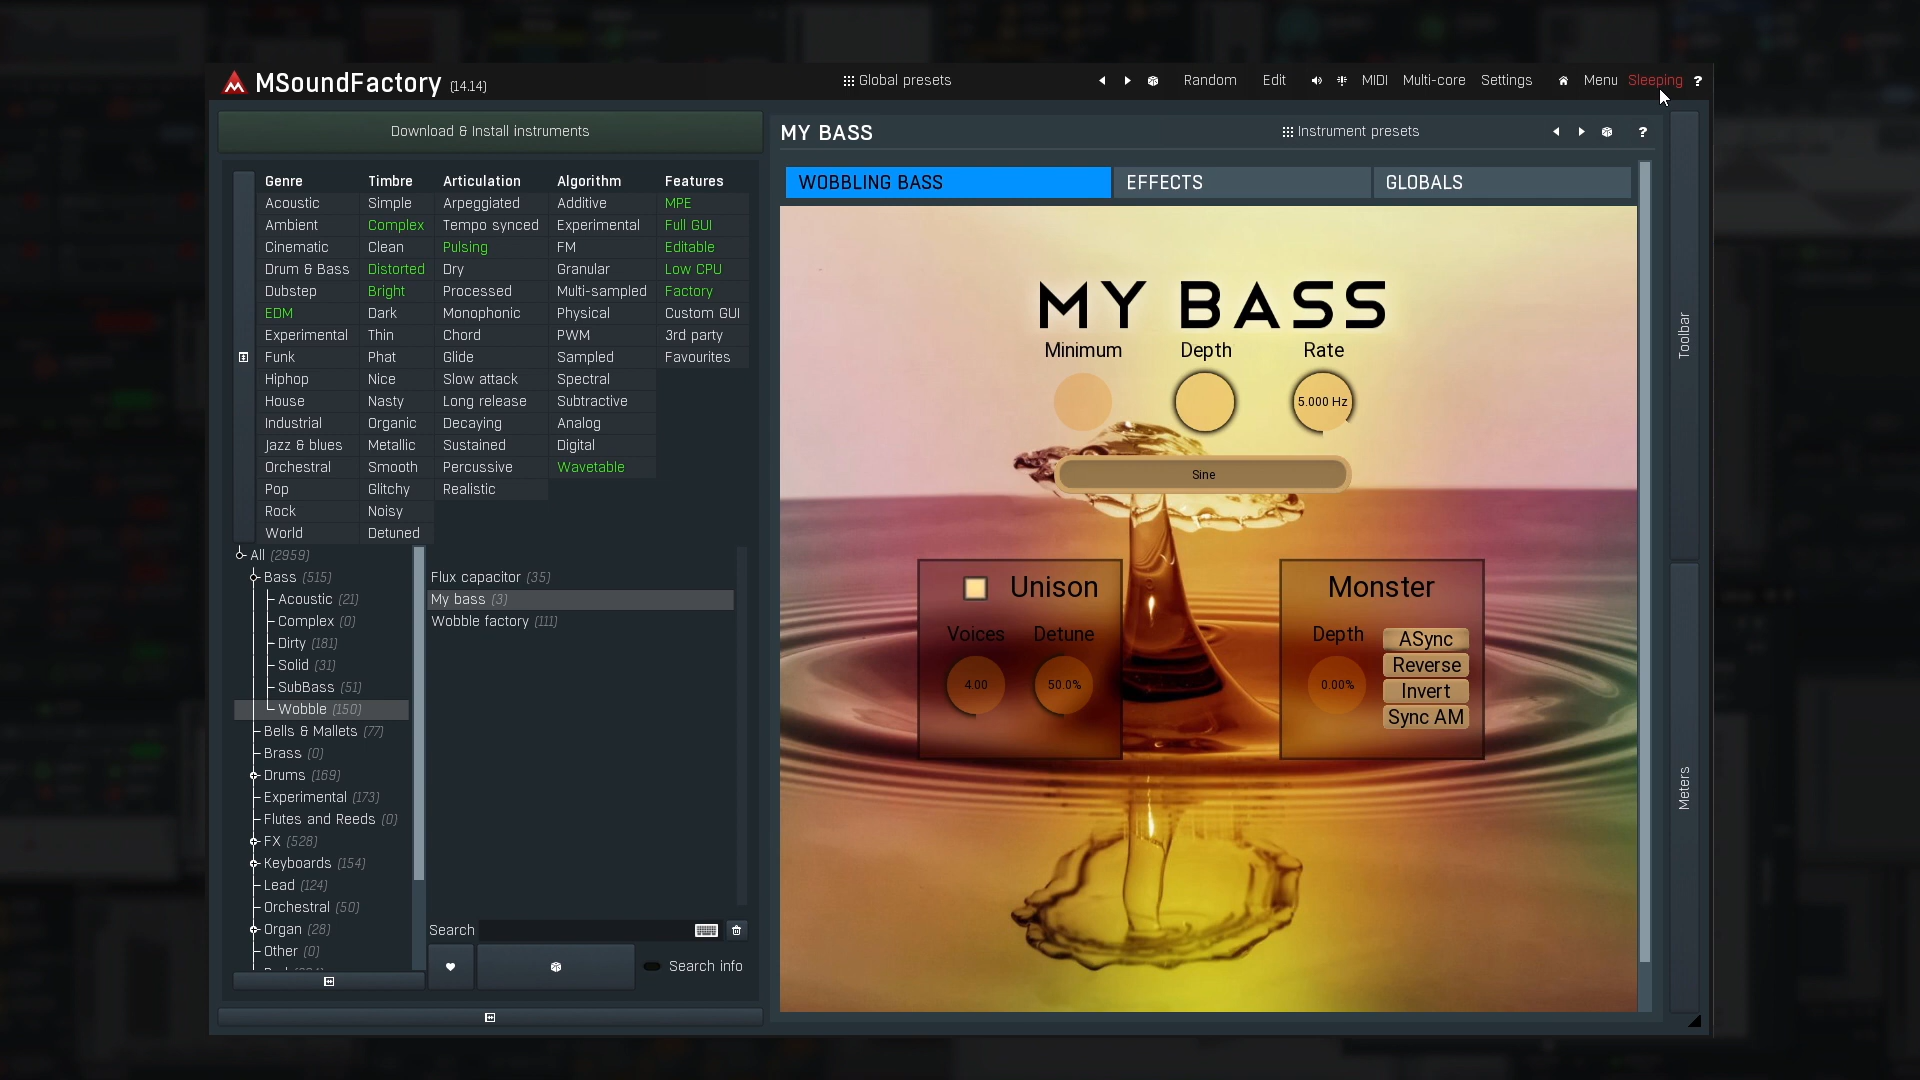 MSoundFactory (14.14)
Global presets
Random
Edit
MIDI
Multi-core
Settings
Menu
Sleeping
?
Download & Install instruments
Genre Timbre Articulation Algorithm Features
Acoustic Simple Arpeggiated Additive MPE
Ambient Complex Tempo synced Experimental Full GUI
Cinematic Clean Pulsing FM Editable
Drum & Bass Distorted Dry Granular Low CPU
Dubstep Bright Processed Multi-sampled Factory
EDM Dark Monophonic Physical Custom GUI
Experimental Thin Chord PWM 3rd party
Funk Phat Glide Sampled Favourites
Hiphop Nice Slow attack Spectral
House Nasty Long release Subtractive
Industrial Organic Decaying Analog
Jazz & blues Metallic Sustained Digital
Orchestral Smooth Percussive Wavetable
Pop Glitchy Realistic
Rock Noisy
World Detuned
All (2959)
Bass (515)
Acoustic (21)
Complex (0)
Dirty (181)
Solid (31)
SubBass (51)
Wobble (150)
Bells & Mallets (77)
Brass (0)
Drums (169)
Experimental (173)
Flutes and Reeds (0)
FX (528)
Keyboards (154)
Lead (124)
Orchestral (50)
Organ (28)
Other (0)
Flux capacitor (35)
My bass (3)
Wobble factory (111)
Search
Search info
MY BASS
Instrument presets
?
WOBBLING BASS
EFFECTS
GLOBALS
MY BASS
Minimum Depth Rate
5.000 Hz
Sine
Unison
Voices Detune
4.00 50.0%
Monster
Depth
0.00%
ASync
Reverse
Invert
Sync AM
Toolbar
Meters